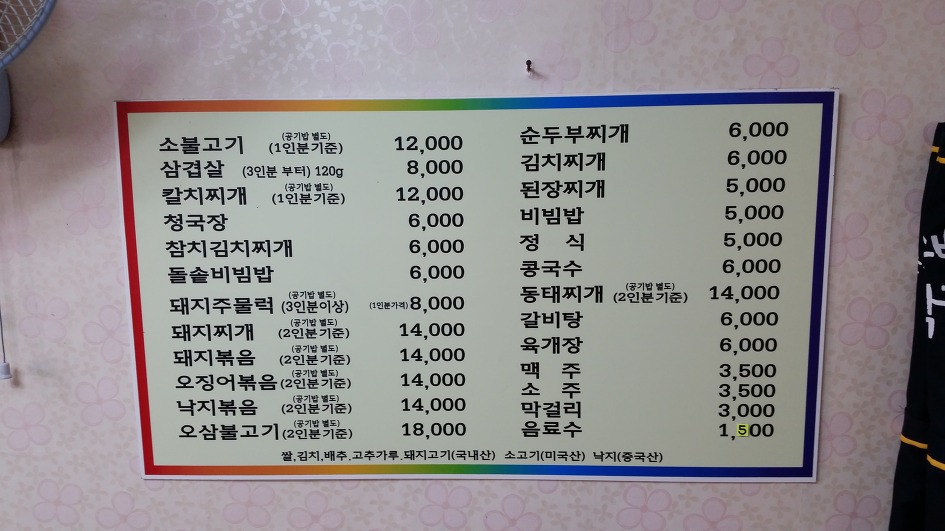 소불고기 (공기밥 별도) (1인분기준) 12,000
삼겹살 (3인분 부터) 120g 8,000
칼치찌개 (공기밥 별도) (1인분기준) 12,000
청국장 6,000
참치김치찌개 6,000
돌솥비빔밥 6,000
돼지주물럭 (공기밥 별도) (3인분이상) (1인분가격) 8,000
돼지찌개 (공기밥 별도) (2인분기준) 14,000
돼지볶음 (공기밥 별도) (2인분기준) 14,000
오징어볶음 (공기밥 별도) (2인분기준) 14,000
낙지볶음 (공기밥 별도) (2인분기준) 14,000
오삼불고기 (공기밥 별도) (2인분기준) 18,000
순두부찌개 6,000
김치찌개 6,000
된장찌개 5,000
비빔밥 5,000
정 식 5,000
콩국수 6,000
동태찌개 (공기밥 별도) (2인분기준) 14,000
갈비탕 6,000
육개장 6,000
맥 주 3,500
소 주 3,500
막걸리 3,000
음료수 1,500
쌀,김치,배추,고추가루,돼지고기(국내산) 소고기(미국산) 낙지(중국산)